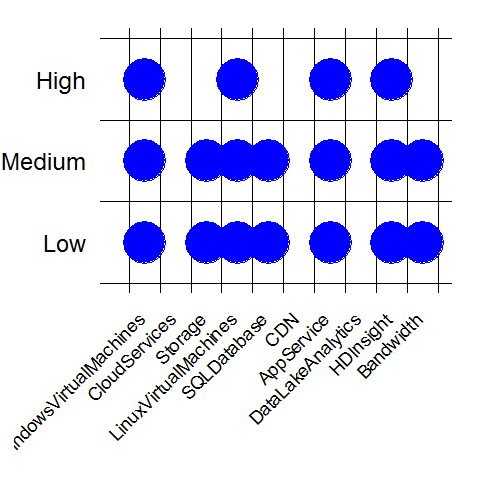 High
Medium
Low
ndowsVirtualMachines
CloudServices
Storage
LinuxVirtualMachines
SQLDatabase
CDN
AppService
DataLakeAnalytics
HDInsight
Bandwidth